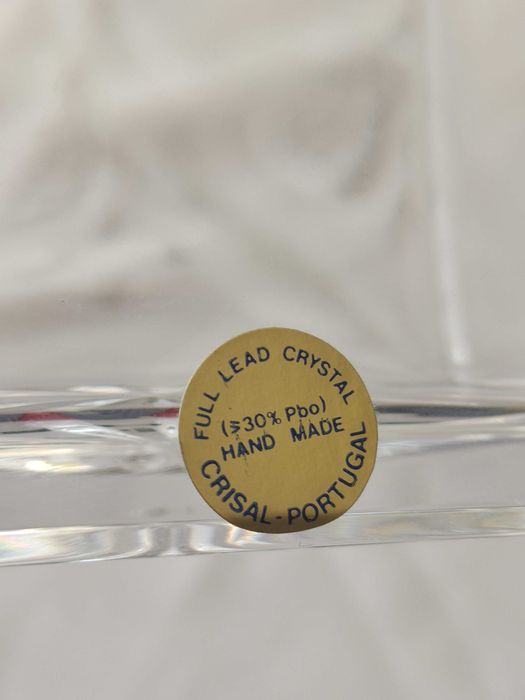 FULL LEAD CRYSTAL
(≥30% Pbo)
HAND MADE
CRISAL-PORTUGAL